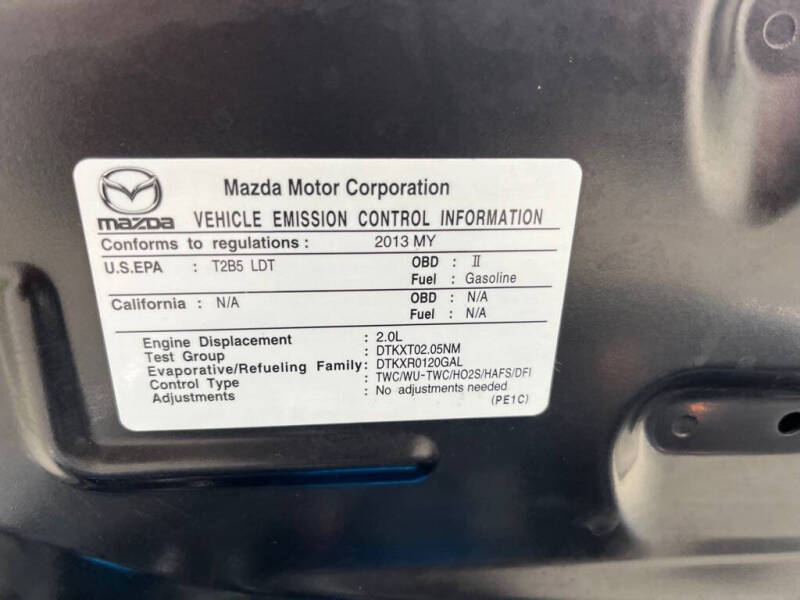 Mazda Motor Corporation
mazda VEHICLE EMISSION CONTROL INFORMATION
Conforms to regulations : 2013 MY
U.S.EPA : T2B5 LDT OBD : II
Fuel : Gasoline
California : N/A OBD : N/A
Fuel : N/A
Engine Displacement : 2.0L
Test Group : DTKXT02.05NM
Evaporative/Refueling Family: DTKXR0120GAL
Control Type : TWC/WU-TWC/HO2S/HAFS/DFI
Adjustments : No adjustments needed
(PE1C)